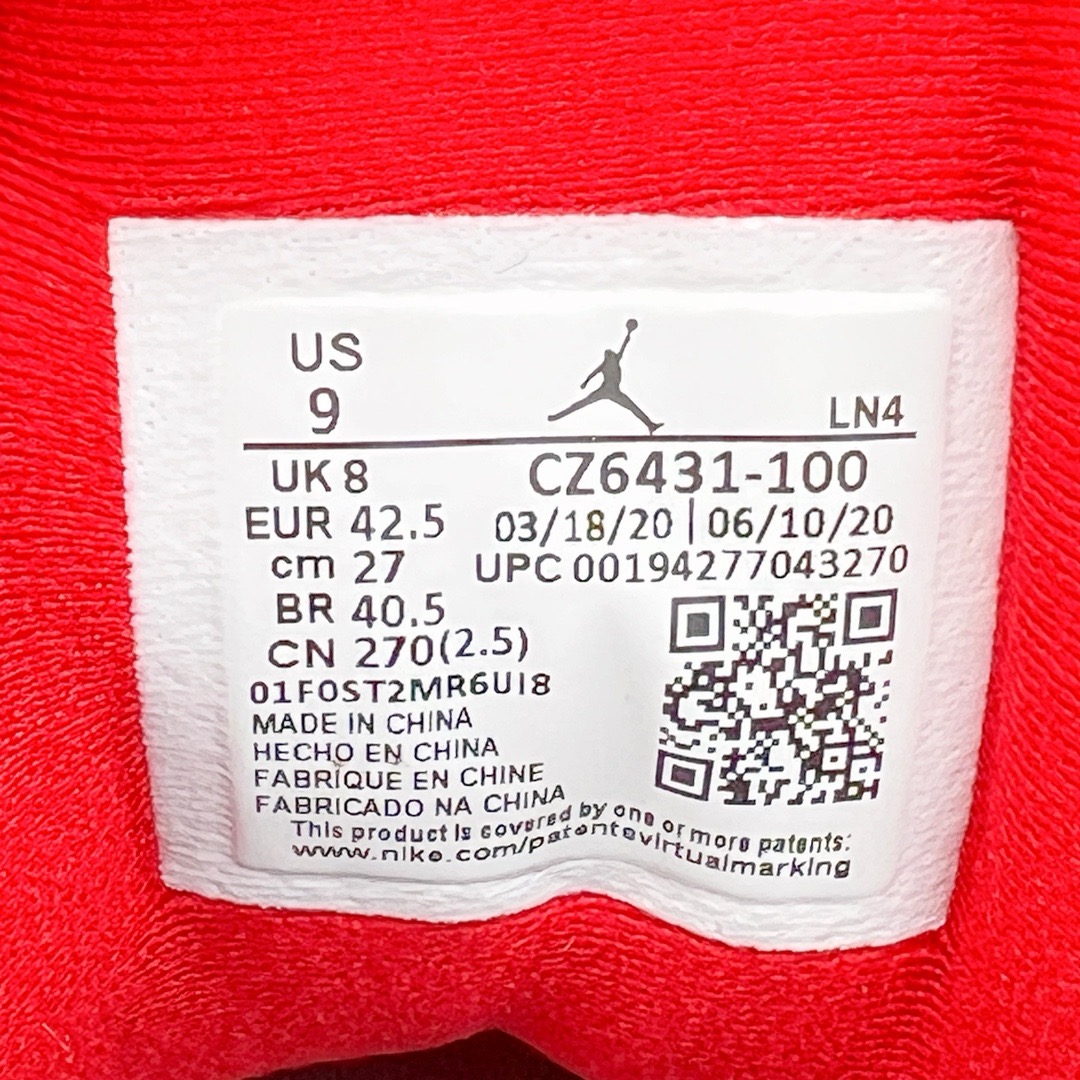 US
9
LN4
UK 8
CZ6431-100
EUR 42.5
03/18/20 | 06/10/20
cm 27
UPC 00194277043270
BR 40.5
CN 270(2.5)
01F0ST2MR6UI8
MADE IN CHINA
HECHO EN CHINA
FABRIQUE EN CHINE
FABRICADO NA CHINA
This product is covered by one or more patents:
www.nike.com/patentsvirtualmarking